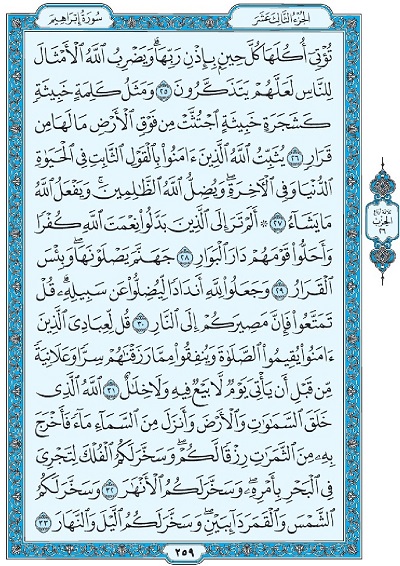 سورة إبراهيم
الجزء الثالث عشر
تُؤْتِىٓ أُكُلَهَا كُلَّ حِينٍۭ بِإِذْنِ رَبِّهَا ۗ وَيَضْرِبُ ٱللَّهُ ٱلْأَمْثَالَ
لِلنَّاسِ لَعَلَّهُمْ يَتَذَكَّرُونَ ٢٥ وَمَثَلُ كَلِمَةٍ خَبِيثَةٍ
كَشَجَرَةٍ خَبِيثَةٍ ٱجْتُثَّتْ مِن فَوْقِ ٱلْأَرْضِ مَا لَهَا مِن
قَرَارٍ ٢٦ يُثَبِّتُ ٱللَّهُ ٱلَّذِينَ ءَامَنُوا۟ بِٱلْقَوْلِ ٱلثَّابِتِ فِى ٱلْحَيَوٰةِ
ٱلدُّنْيَا وَفِى ٱلْـَٔاخِرَةِ ۖ وَيُضِلُّ ٱللَّهُ ٱلظَّـٰلِمِينَ ۚ وَيَفْعَلُ ٱللَّهُ
مَا يَشَآءُ ٢٧ ۞ أَلَمْ تَرَ إِلَى ٱلَّذِينَ بَدَّلُوا۟ نِعْمَتَ ٱللَّهِ كُفْرًا
وَأَحَلُّوا۟ قَوْمَهُمْ دَارَ ٱلْبَوَارِ ٢٨ جَهَنَّمَ يَصْلَوْنَهَا ۖ وَبِئْسَ
ٱلْقَرَارُ ٢٩ وَجَعَلُوا۟ لِلَّهِ أَندَادًا لِّيُضِلُّوا۟ عَن سَبِيلِهِۦ ۗ قُلْ
تَمَتَّعُوا۟ فَإِنَّ مَصِيرَكُمْ إِلَى ٱلنَّارِ ٣٠ قُل لِّعِبَادِىَ ٱلَّذِينَ
ءَامَنُوا۟ يُقِيمُوا۟ ٱلصَّلَوٰةَ وَيُنفِقُوا۟ مِمَّا رَزَقْنَـٰهُمْ سِرًّا وَعَلَانِيَةً
مِّن قَبْلِ أَن يَأْتِىَ يَوْمٌ لَّا بَيْعٌ فِيهِ وَلَا خِلَـٰلٌ ٣١ ٱللَّهُ ٱلَّذِى
خَلَقَ ٱلسَّمَـٰوَٰتِ وَٱلْأَرْضَ وَأَنزَلَ مِنَ ٱلسَّمَآءِ مَآءً فَأَخْرَجَ
بِهِۦ مِنَ ٱلثَّمَرَٰتِ رِزْقًا لَّكُمْ ۖ وَسَخَّرَ لَكُمُ ٱلْفُلْكَ لِتَجْرِىَ
فِى ٱلْبَحْرِ بِأَمْرِهِۦ ۖ وَسَخَّرَ لَكُمُ ٱلْأَنْهَـٰرَ ٣٢ وَسَخَّرَ لَكُمُ
ٱلشَّمْسَ وَٱلْقَمَرَ دَآئِبَيْنِ ۖ وَسَخَّرَ لَكُمُ ٱلَّيْلَ وَٱلنَّهَارَ ٣٣
٢٥٩
الحزب
٢٦